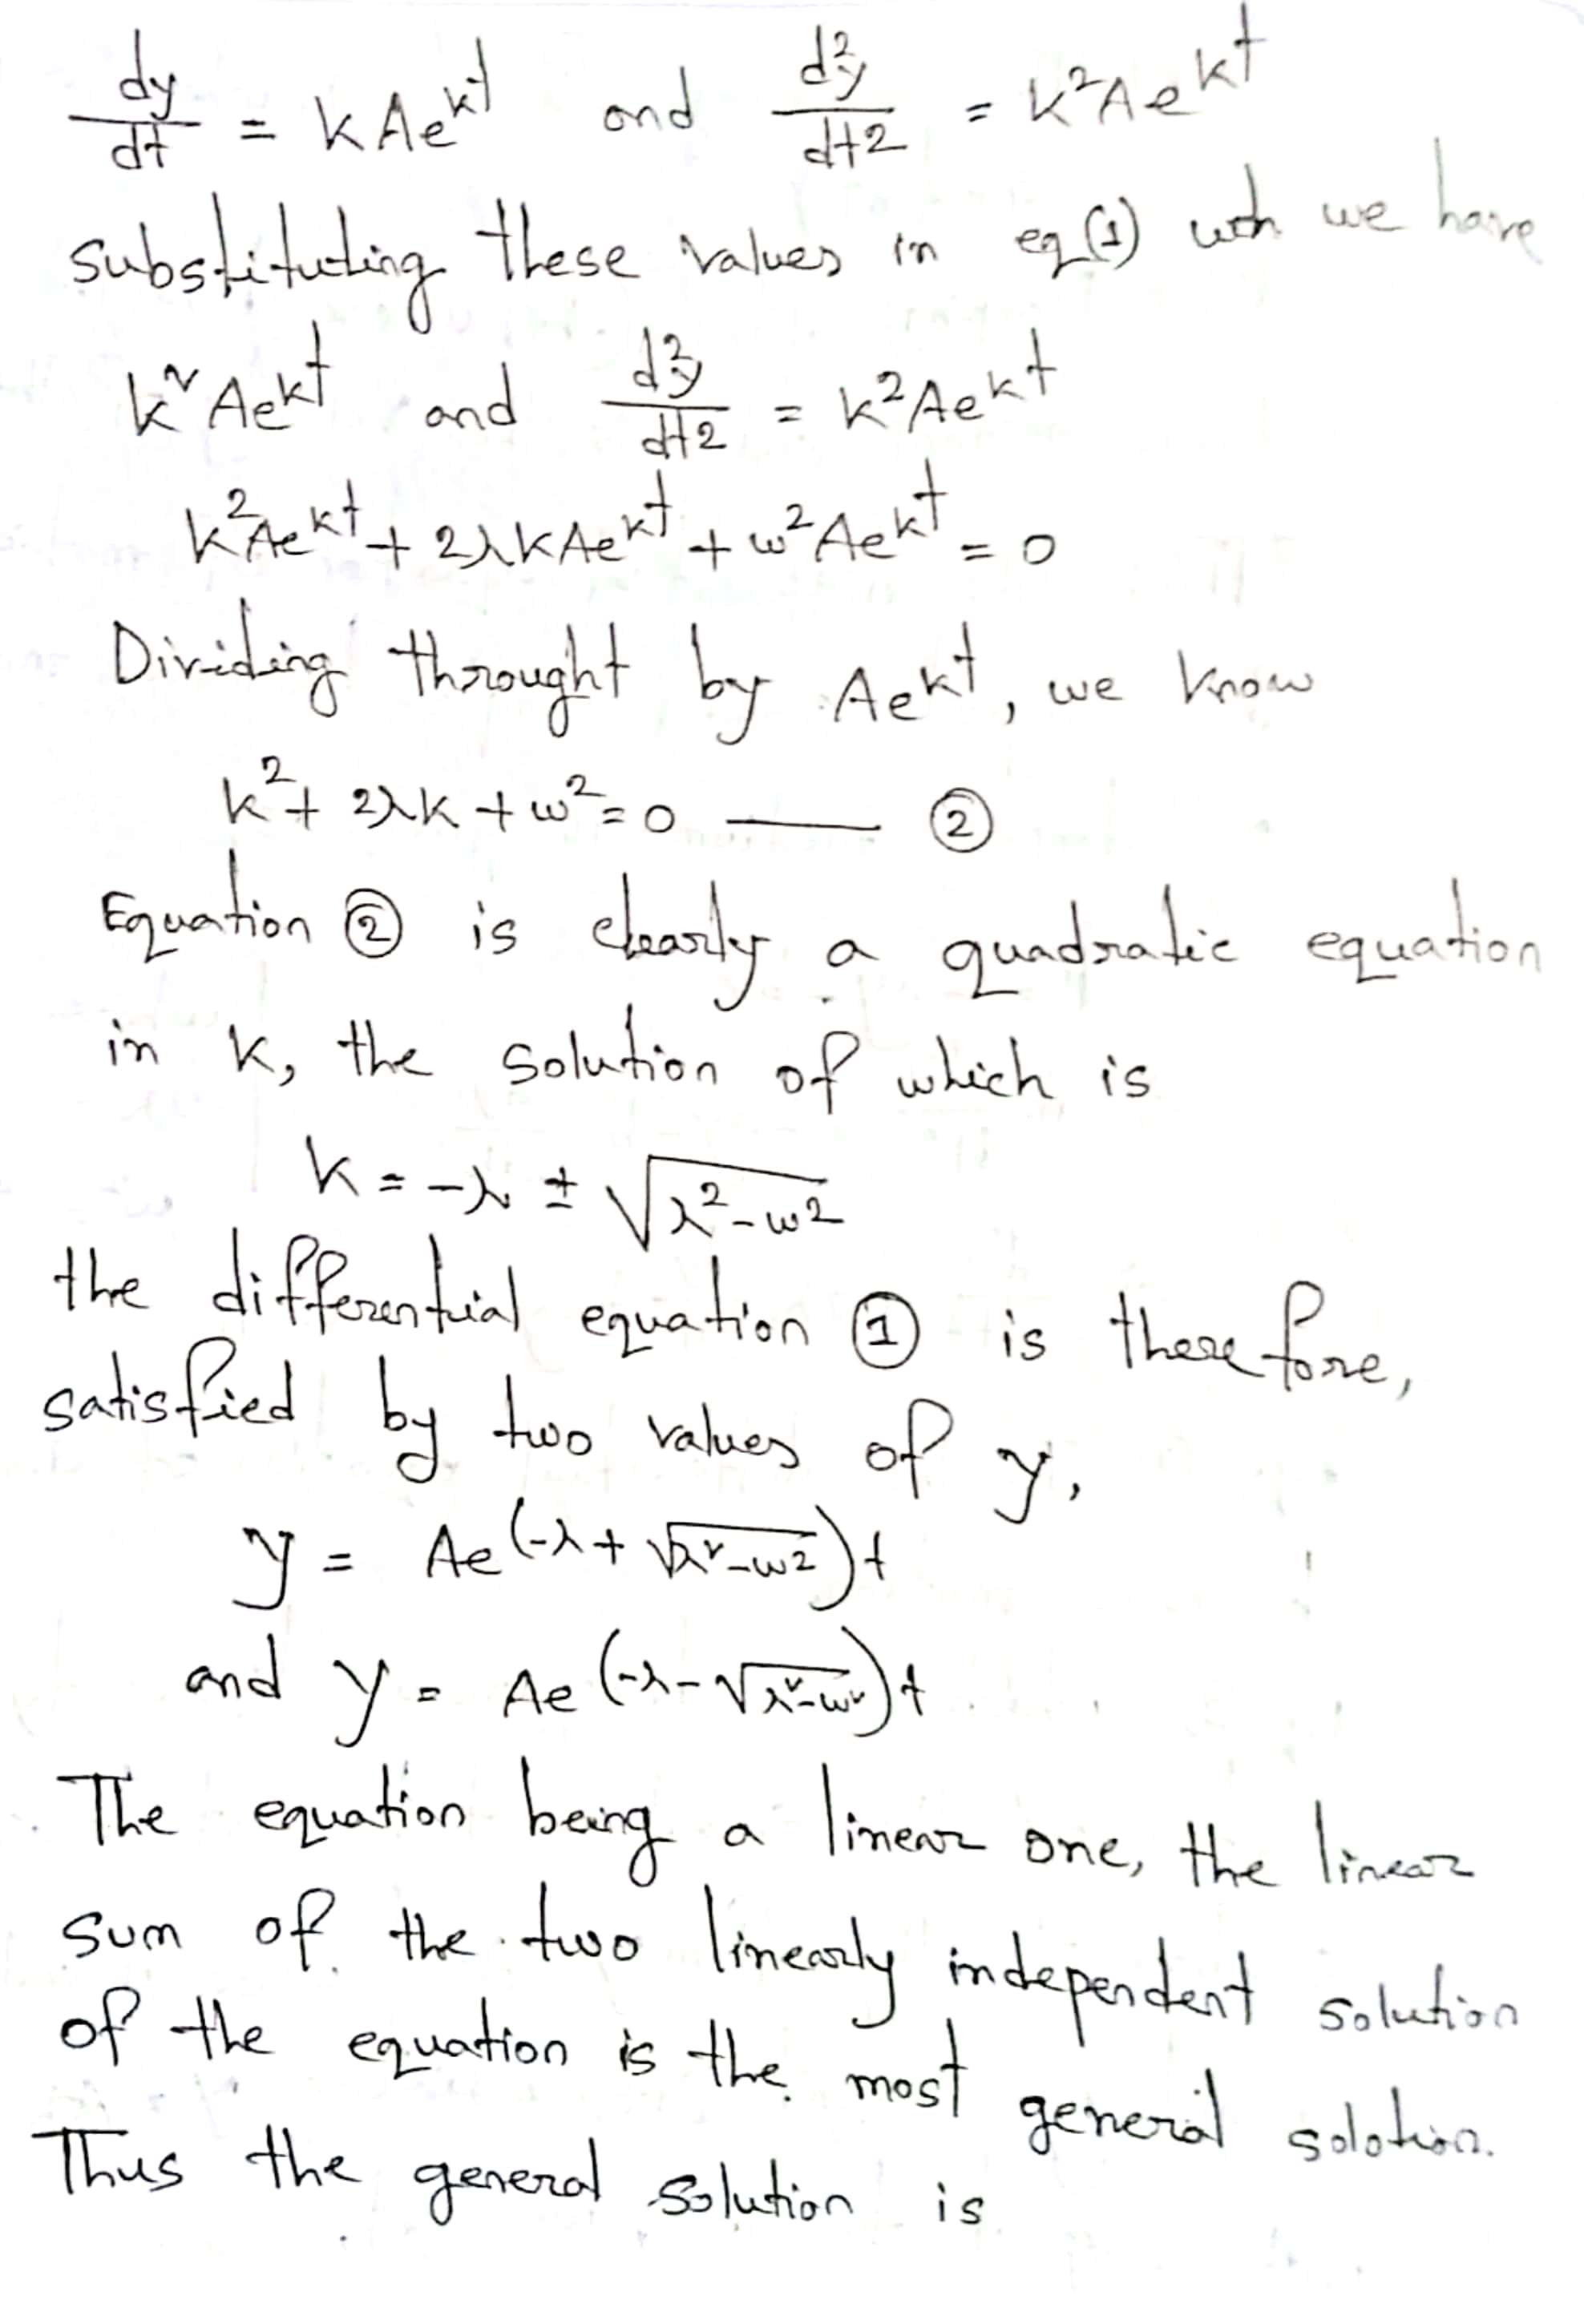 dy/dt = kAe^kt and d²y/dt² = k²Ae^kt
substituting these values in eq(1) we have
k²Ae^kt and d²y/dt² = k²Ae^kt
k²Ae^kt + 2λkAe^kt + ω²Ae^kt = 0
Dividing throught by Ae^kt, we know
k² + 2λk + ω² = 0 —— ②
Equation ② is clearly a quadratic equation
in k, the solution of which is
k = -λ ± √(λ²-ω²)
the differential equation ① is therefore,
satisfied by two values of y,
y = Ae^(-λ+√(λ²-ω²))t
and y = Ae^(-λ-√(λ²-ω²))t
The equation being a linear one, the linear
sum of the two linearly independent solution
of the equation is the most general solotion.
Thus the general solution is